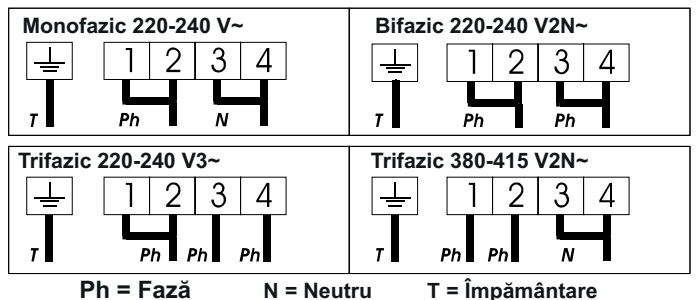 Monofazic 220-240 V~
1 2 3 4
T Ph N
Bifazic 220-240 V2N~
1 2 3 4
T Ph Ph
Trifazic 220-240 V3~
1 2 3 4
T Ph Ph Ph
Trifazic 380-415 V2N~
1 2 3 4
T Ph Ph N
Ph = Fază N = Neutru T = Împământare